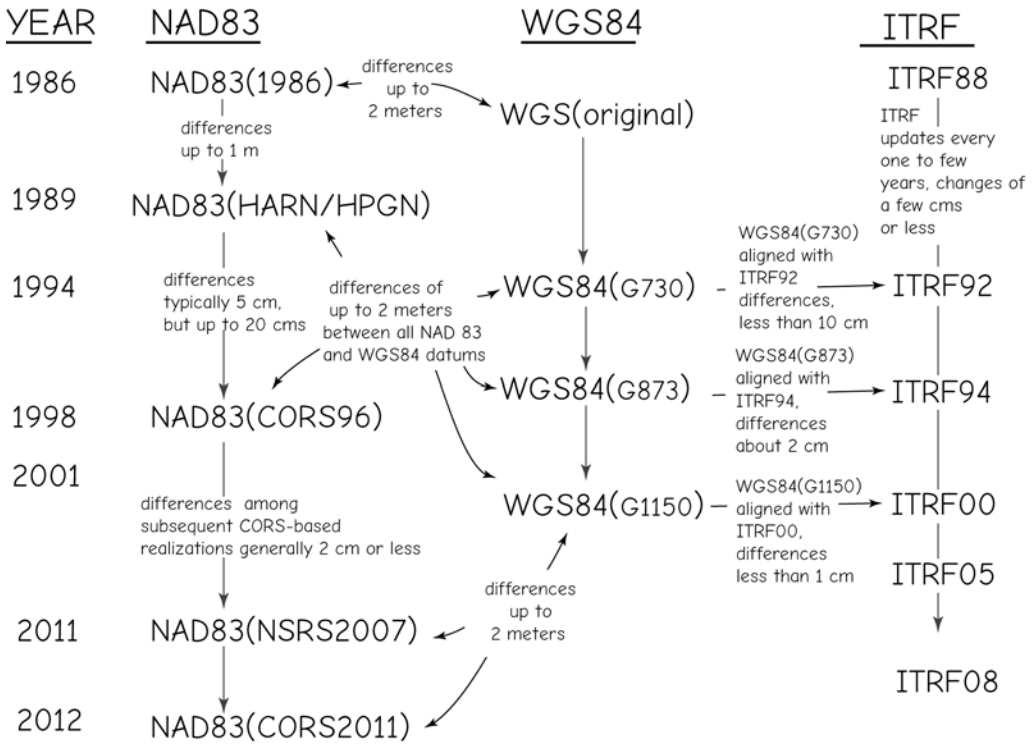 YEAR NAD83 WGS84 ITRF
1986 NAD83(1986) differences
up to
2 meters WGS(original) ITRF88
differences
up to 1 m
ITRF
updates every
one to few
years, changes of
a few cms
or less
1989 NAD83(HARN/HPGN)
differences
typically 5 cm,
but up to 20 cms
differences of
up to 2 meters
between all NAD 83
and WGS84 datums
1994 WGS84(G730) ITRF92
WGS84(G730)
aligned with
ITRF92
differences,
less than 10 cm
WGS84(G873) ITRF94
WGS84(G873)
aligned with
ITRF94,
differences
about 2 cm
1998 NAD83(CORS96)
2001
WGS84(G1150) ITRF00
WGS84(G1150)
aligned with
ITRF00,
differences
less than 1 cm
differences among
subsequent CORS-based
realizations generally 2 cm or less
ITRF05
differences
up to
2 meters
2011 NAD83(NSRS2007)
ITRF08
2012 NAD83(CORS2011)